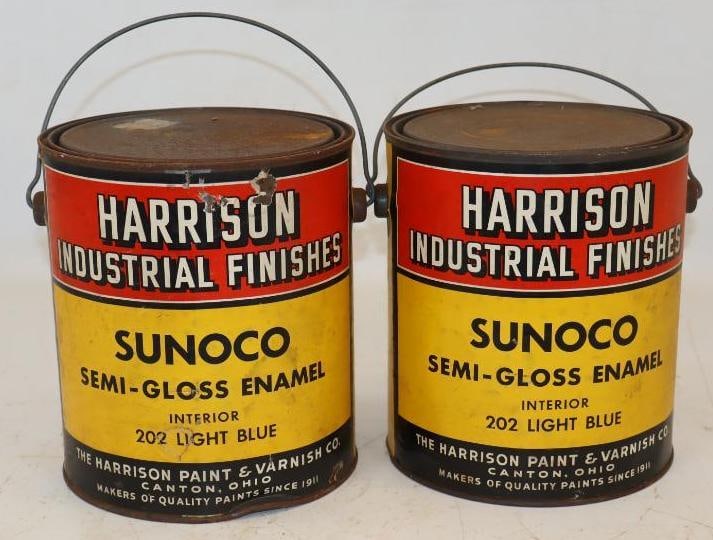 HARRISON
INDUSTRIAL FINISHES
SUNOCO
SEMI-GLOSS ENAMEL
INTERIOR
202 LIGHT BLUE
THE HARRISON PAINT & VARNISH CO.
CANTON, OHIO
MAKERS OF QUALITY PAINTS SINCE 1911
HARRISON
INDUSTRIAL FINISHES
SUNOCO
SEMI-GLOSS ENAMEL
INTERIOR
202 LIGHT BLUE
THE HARRISON PAINT & VARNISH CO.
CANTON, OHIO
MAKERS OF QUALITY PAINTS SINCE 1911